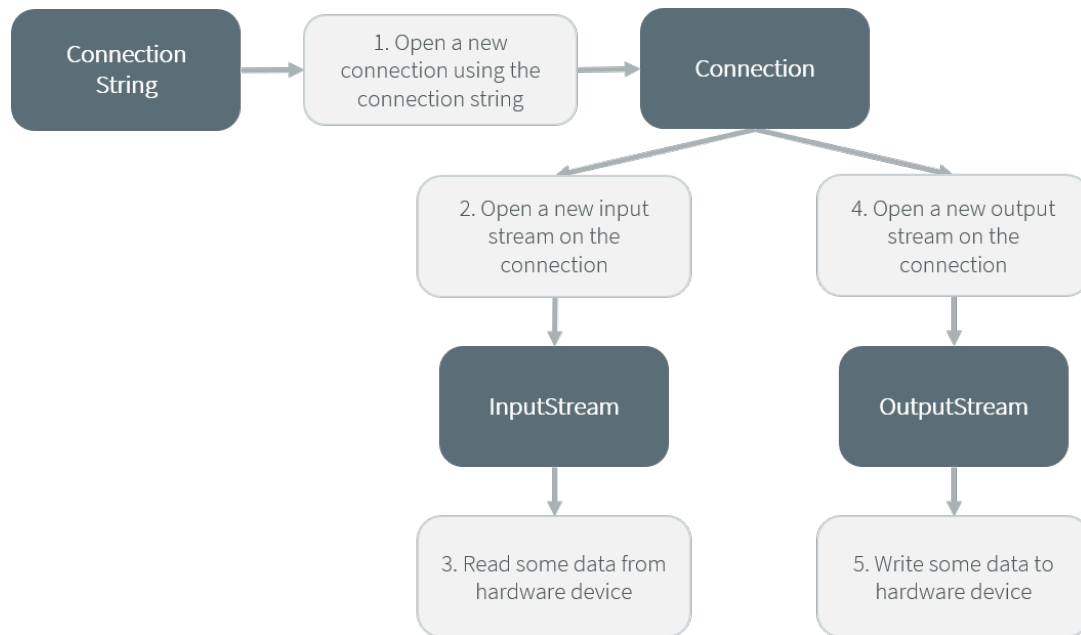 Connection
String
1. Open a new
connection using the
connection string
Connection
2. Open a new input
stream on the
connection
4. Open a new output
stream on the
connection
InputStream
OutputStream
3. Read some data from
hardware device
5. Write some data to
hardware device